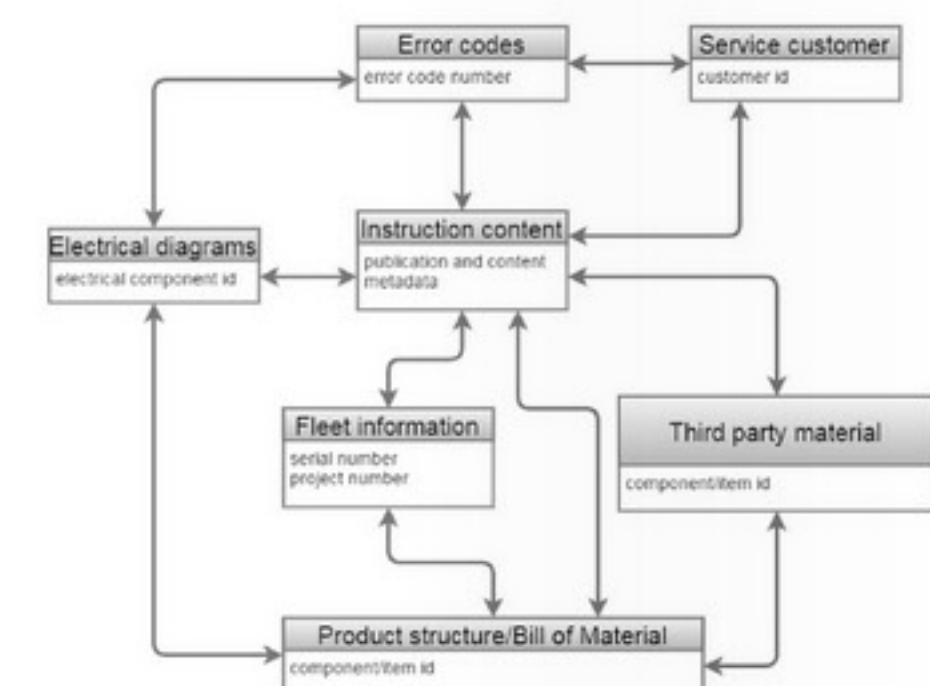 Error codes
error code number
Service customer
customer id
Electrical diagrams
electrical component id
Instruction content
publication and content
metadata
Fleet information
serial number
project number
Third party material
component/item id
Product structure/Bill of Material
component/item id